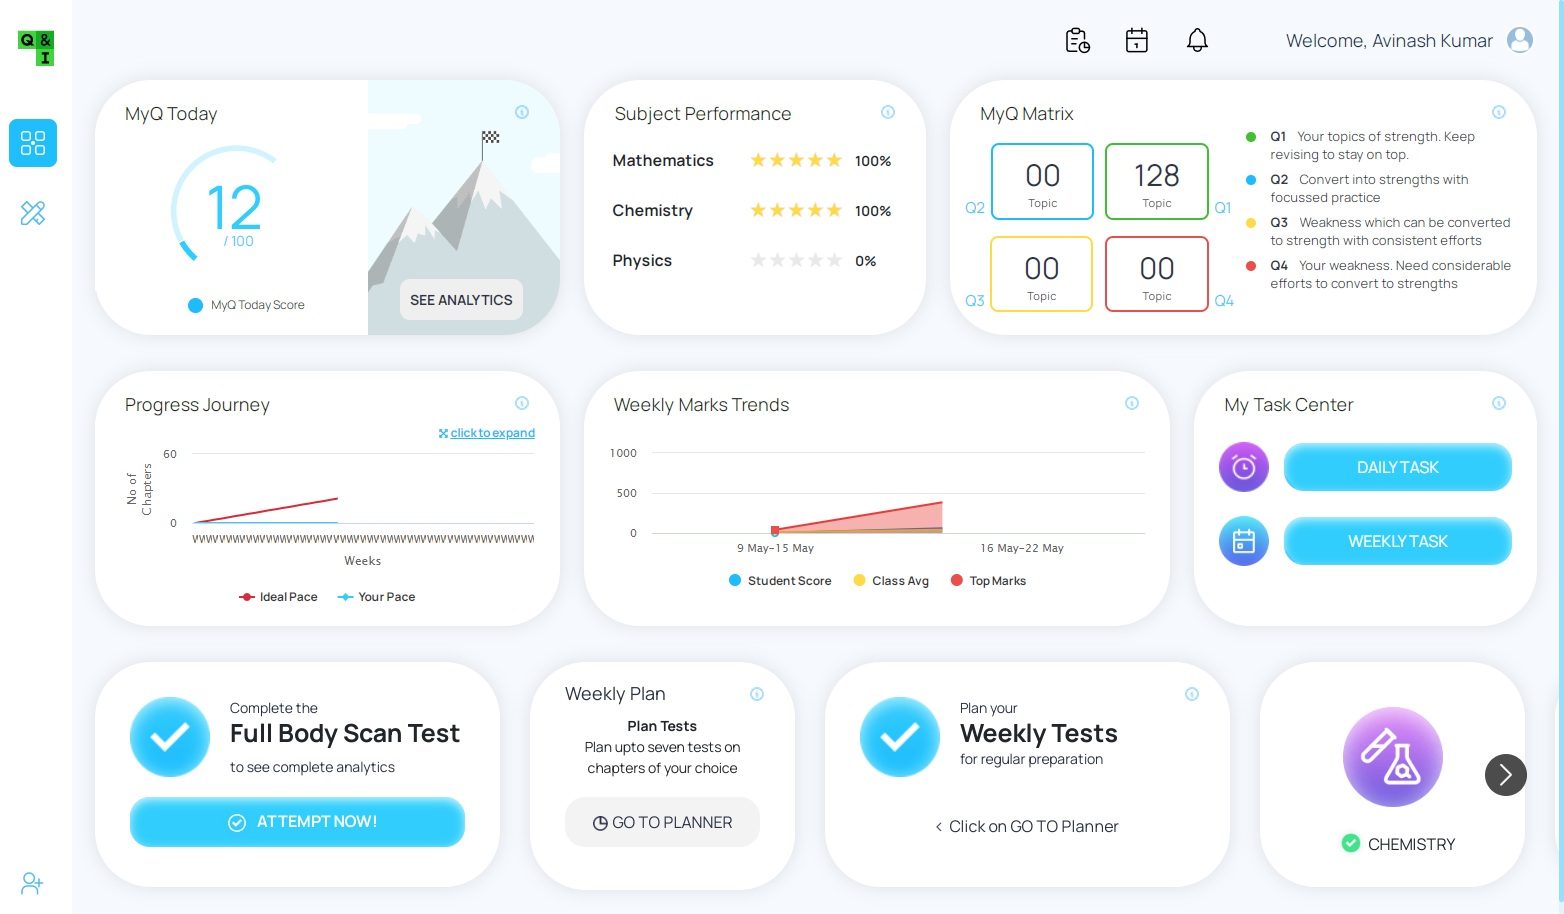 Q &
I
Welcome, Avinash Kumar
MyQ Today
12
/ 100
MyQ Today Score
SEE ANALYTICS
Subject Performance
Mathematics 100%
Chemistry 100%
Physics 0%
MyQ Matrix
00
Topic
Q2
128
Topic
Q1
00
Topic
Q3
00
Topic
Q4
Q1 Your topics of strength. Keep
revising to stay on top.
Q2 Convert into strengths with
focussed practice
Q3 Weakness which can be converted
to strength with consistent efforts
Q4 Your weakness. Need considerable
efforts to convert to strengths
Progress Journey
click to expand
No of
Chapters
60
0
Weeks
Ideal Pace Your Pace
Weekly Marks Trends
1000
500
0
9 May-15 May 16 May-22 May
Student Score Class Avg Top Marks
My Task Center
DAILY TASK
WEEKLY TASK
Complete the
Full Body Scan Test
to see complete analytics
ATTEMPT NOW!
Weekly Plan
Plan Tests
Plan upto seven tests on
chapters of your choice
GO TO PLANNER
Plan your
Weekly Tests
for regular preparation
‹ Click on GO TO Planner
CHEMISTRY